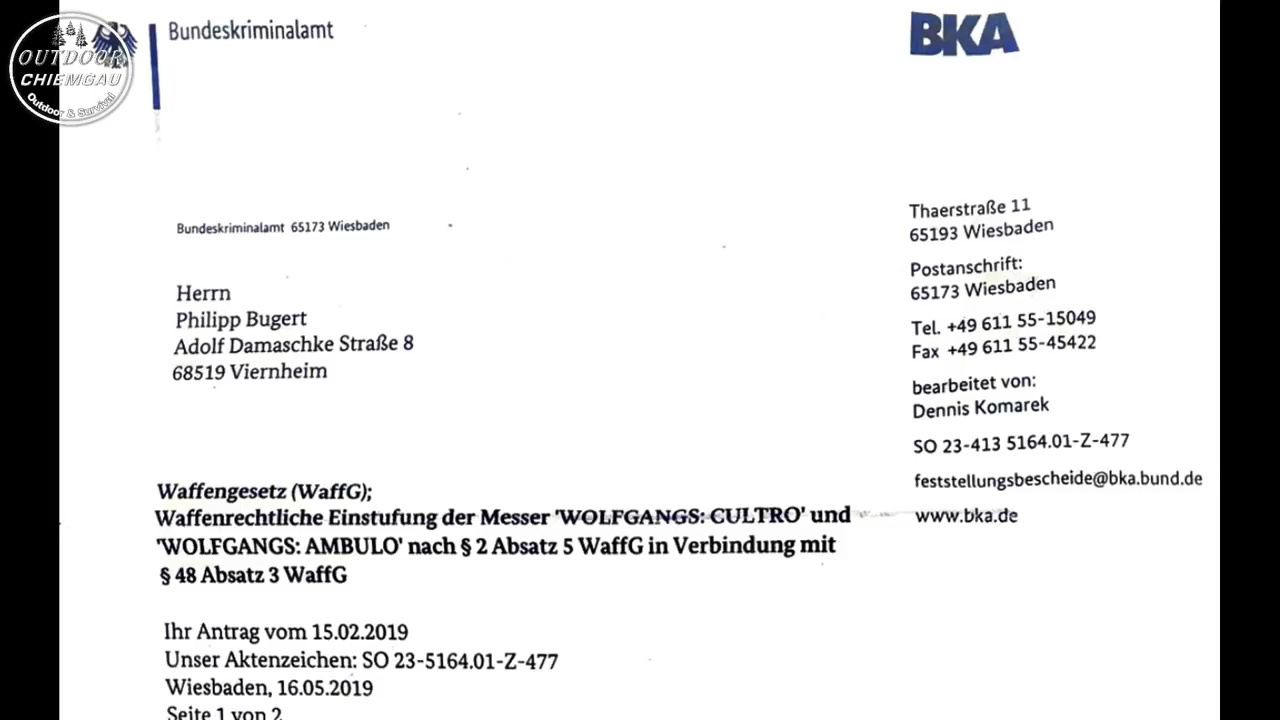 OUTDOOR
CHIEMGAU
Outdoor & Survival
Bundeskriminalamt
BKA
Bundeskriminalamt 65173 Wiesbaden
Herrn
Philipp Bugert
Adolf Damaschke Straße 8
68519 Viernheim
Thaerstraße 11
65193 Wiesbaden
Postanschrift:
65173 Wiesbaden
Tel. +49 611 55-15049
Fax +49 611 55-45422
bearbeitet von:
Dennis Komarek
SO 23-413 5164.01-Z-477
feststellungsbescheide@bka.bund.de
www.bka.de
Waffengesetz (WaffG);
Waffenrechtliche Einstufung der Messer 'WOLFGANGS: CULTRO' und
'WOLFGANGS: AMBULO' nach § 2 Absatz 5 WaffG in Verbindung mit
§ 48 Absatz 3 WaffG
Ihr Antrag vom 15.02.2019
Unser Aktenzeichen: SO 23-5164.01-Z-477
Wiesbaden, 16.05.2019
Seite 1 von 2